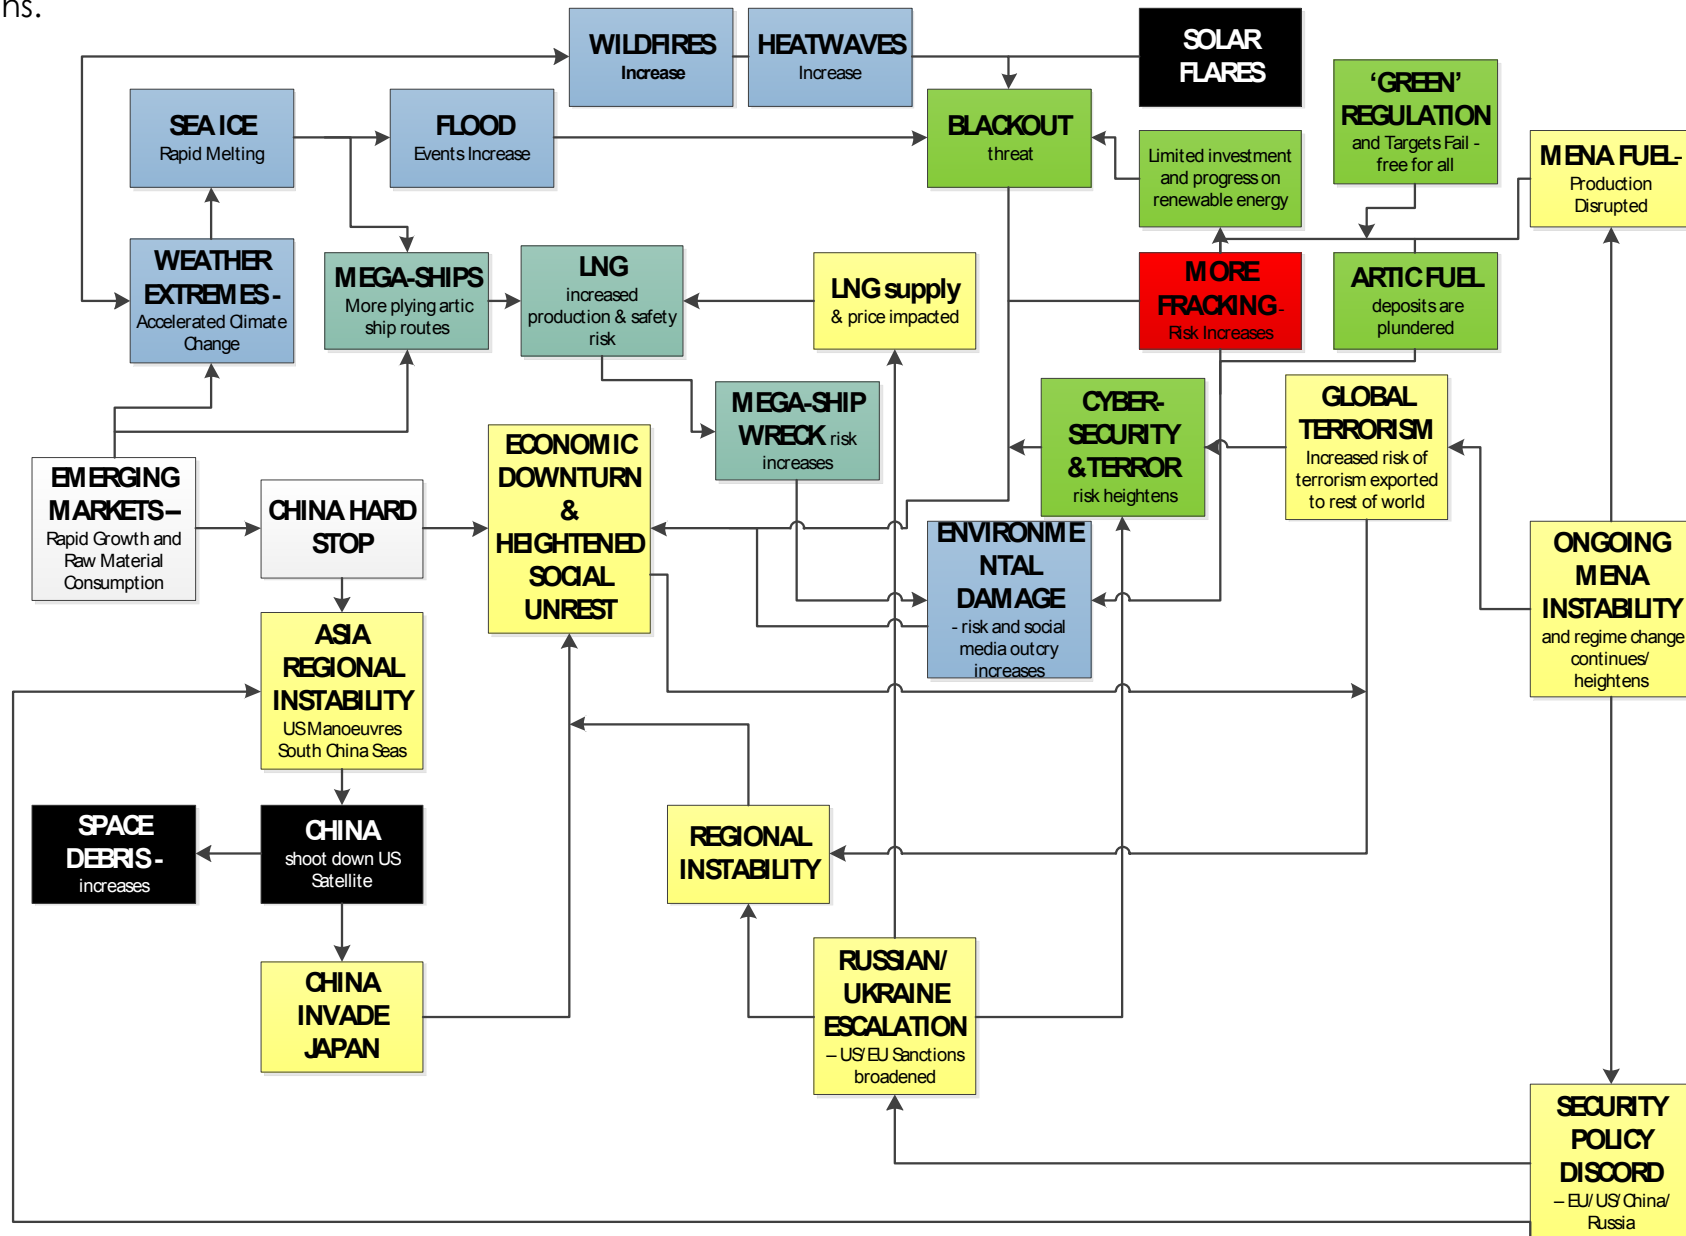 ns.
WILDFIRES
Increase
HEATWAVES
Increase
SOLAR
FLARES
'GREEN'
REGULATION
and Targets Fail -
free for all
SEA ICE
Rapid Melting
FLOOD
Events Increase
BLACKOUT
threat
Limited investment
and progress on
renewable energy
MENA FUEL-
Production
Disrupted
WEATHER
EXTREMES -
Accelerated Climate
Change
MEGA-SHIPS
More plying artic
ship routes
LNG
increased
production & safety
risk
LNG supply
& price impacted
MORE
FRACKING-
Risk Increases
ARTIC FUEL
deposits are
plundered
MEGA-SHIP
WRECK risk
increases
CYBER-
SECURITY
& TERROR
risk heightens
GLOBAL
TERRORISM
Increased risk of
terrorism exported
to rest of world
EMERGING
MARKETS –
Rapid Growth and
Raw Material
Consumption
CHINA HARD
STOP
ECONOMIC
DOWNTURN
&
HEIGHTENED
SOCIAL
UNREST
ENVIRONME
NTAL
DAMAGE
- risk and social
media outcry
increases
ONGOING
MENA
INSTABILITY
and regime change
continues/
heightens
ASIA
REGIONAL
INSTABILITY
US Manoeuvres
South China Seas
SPACE
DEBRIS -
increases
CHINA
shoot down US
Satellite
REGIONAL
INSTABILITY
CHINA
INVADE
JAPAN
RUSSIAN/
UKRAINE
ESCALATION
– US/EU Sanctions
broadened
SECURITY
POLICY
DISCORD
– EU/US/China/
Russia